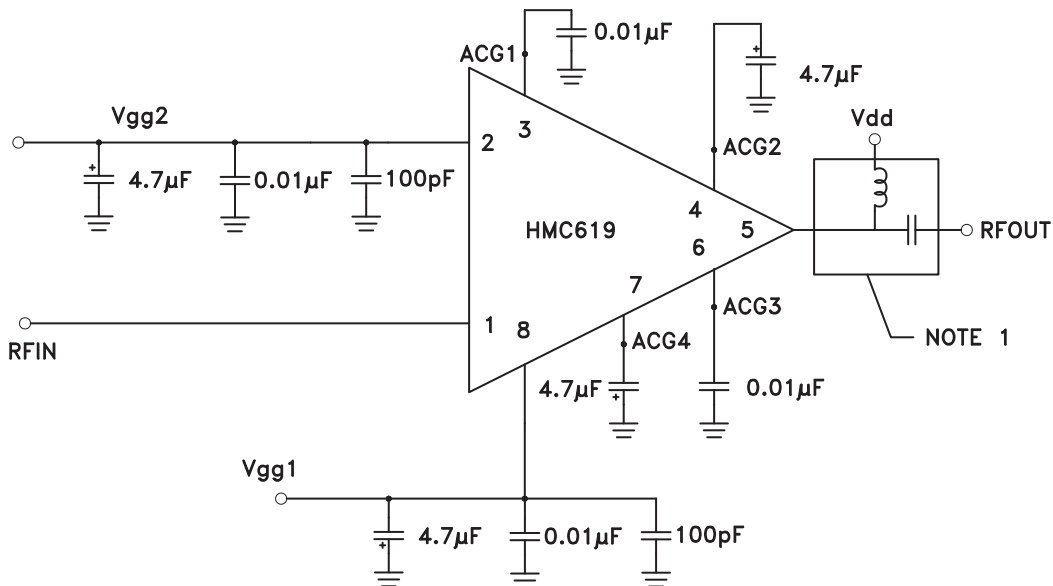 ACG1
0.01µF
4.7µF
Vgg2
Vdd
ACG2
2
3
4.7µF
0.01µF
100pF
4
5
HMC619
RFOUT
6
7
ACG3
1
8
RFIN
ACG4
NOTE 1
4.7µF
0.01µF
Vgg1
4.7µF
0.01µF
100pF